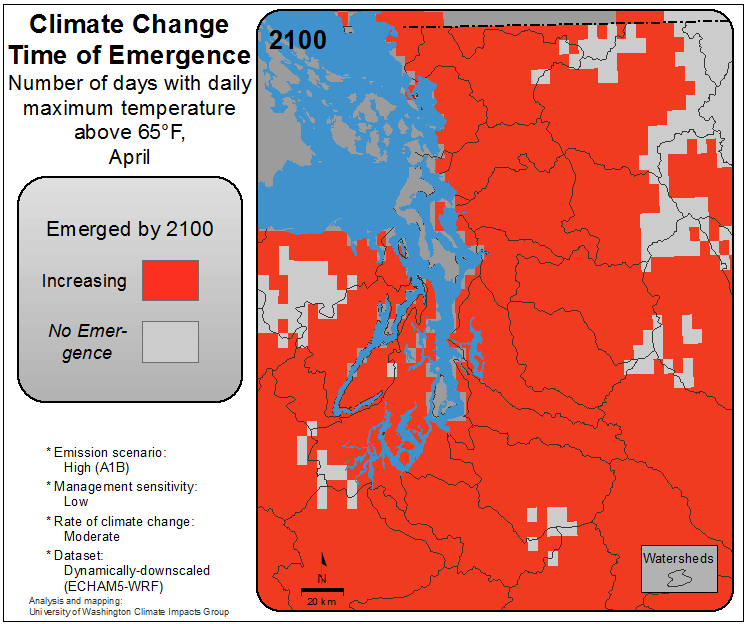 Climate Change
Time of Emergence
Number of days with daily
maximum temperature
above 65°F,
April
Emerged by 2100
Increasing
No Emer-
gence
* Emission scenario:
High (A1B)
* Management sensitivity:
Low
* Rate of climate change:
Moderate
* Dataset:
Dynamically-downscaled
(ECHAM5-WRF)
Analysis and mapping:
University of Washington Climate Impacts Group
2100
N
20 km
Watersheds